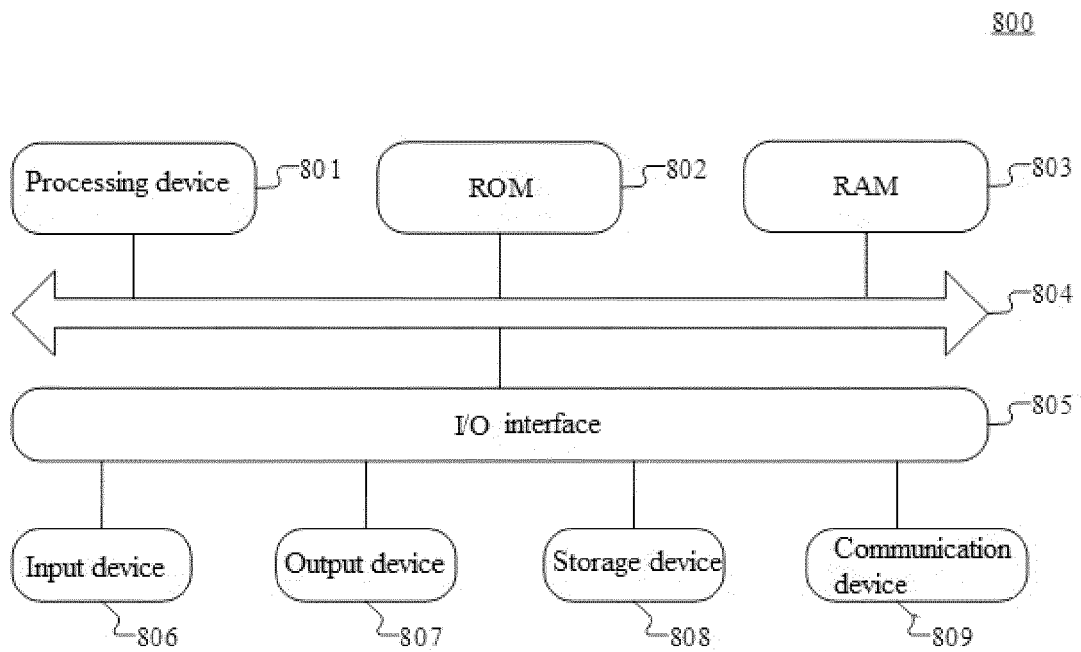 800
Processing device
801
ROM
802
RAM
803
804
I/O interface
805
Input device
Output device
Storage device
Communication
device
806
807
808
809